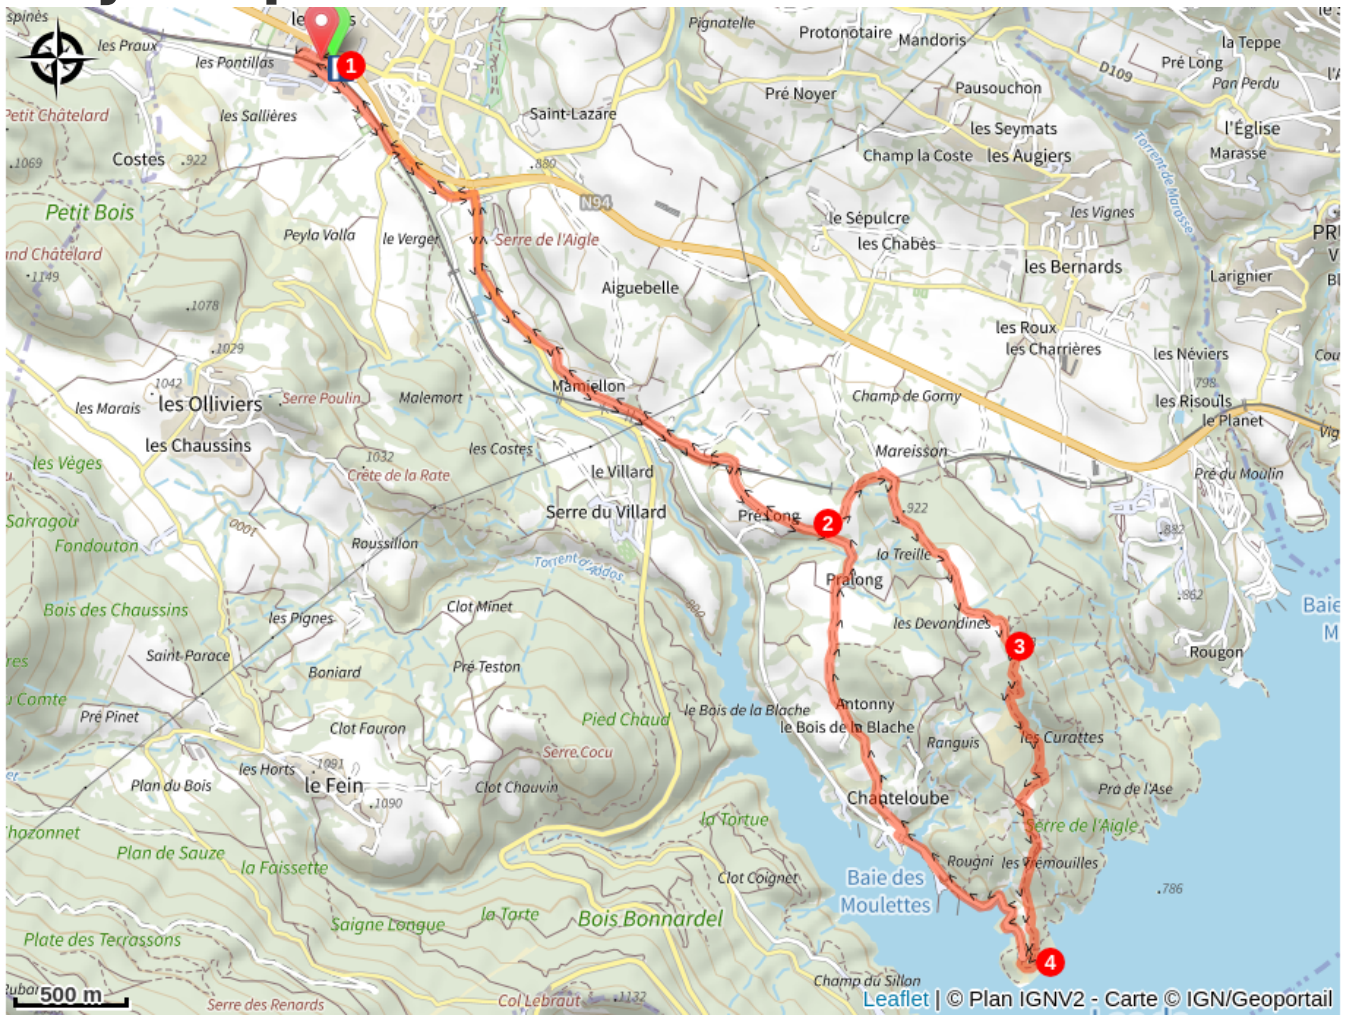 Pignatelle
Protonotaire
Mandoris
la Teppe
les Praux
les Pontillas
1
D109
Pré Long
Pan Perdu
Pré Noyer
Pausouchon
Petit Châtelard
les Sallières
Saint-Lazare
les Seymats
l'Église
Torrent de Marasse
.1069
Costes
.922
.880
Champ la Coste
les Augiers
Marasse
Petit Bois
N94
le Sépulcre
les Vignes
Peyla Valla
le Verger
Serre de l'Aigle
les Chabès
les Bernards
.1149
Aiguebelle
Larignier
.1078
les Roux
les Charrières
.1029
les Néviers
1042
Mamiellon
798
les Marais
les Olliviers
Serre Poulin
Malemort
Champ de Gorny
les Risouls
le Planet
les Chaussins
les Costes
Mareisson
les Vèges
1032
Crête de la Rate
le Villard
Pré du Moulin
Sarragou
0001
Serre du Villard
Pré Long
2
.922
.882
Fondouton
Roussillon
la Treille
Torrent d'Ados
Pralong
.862
Bois des Chaussins
les Pignes
Clot Minet
les Devandines
Baie
3
Saint-Parace
Boniard
Pré Teston
Rougon
Pré Pinet
Clot Fauron
Pied Chaud
le Bois de la Blache
Antonny
le Bois de la Blache
Ranguis
les Curattes
les Horts
1091
Serre Cocu
Plan du Bois
le Fein
.1090
Clot Chauvin
Chanteloube
Pra de l'Ase
la Tortue
Serre de l'Aigle
Plan de Sauze
la Faissette
Rougni
les Trémouilles
Clot Coignet
Baie des
Moulettes
.786
Saigne Longue
la Tarte
Bois Bonnardel
Plate des Terrassons
4
Champ du Sillon
500 m
Serre des Renards
Col Lebraut
.1132
Leaflet | © Plan IGNV2 - Carte © IGN/Geoportail